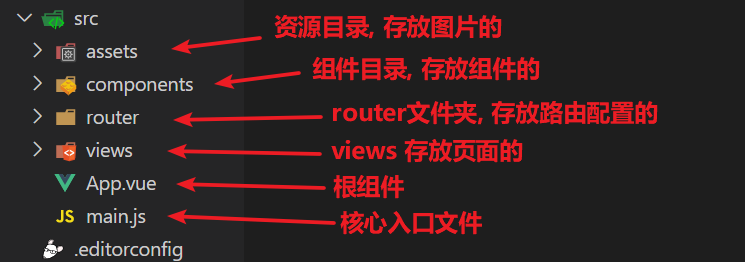 src
assets 资源目录, 存放图片的
components 组件目录, 存放组件的
router router文件夹, 存放路由配置的
views views 存放页面的
App.vue 根组件
JS main.js 核心入口文件
.editorconfig